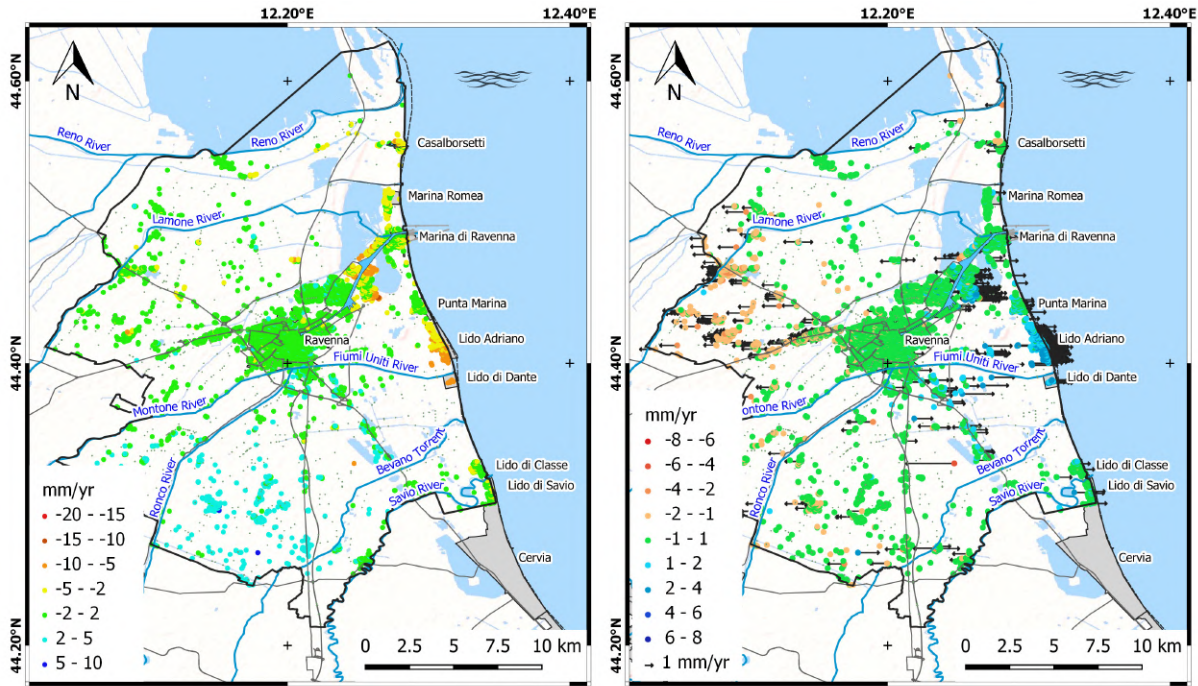 12.20°E
12.40°E
44.60°N
N
Reno River
Reno River
Casalborsetti
Marina Romea
Lamone River
Marina di Ravenna
Punta Marina
Ravenna
Lido Adriano
44.40°N
Fiumi Uniti River
Lido di Dante
Montone River
Bevano Torrent
Lido di Classe
Lido di Savio
Savio River
Ronco River
Cervia
mm/yr
-20 - -15
-15 - -10
-10 - -5
-5 - -2
-2 - 2
2 - 5
5 - 10
44.20°N
0 2.5 5 7.5 10 km
12.20°E
12.40°E
44.60°N
N
Reno River
Reno River
Casalborsetti
Marina Romea
Lamone River
Marina di Ravenna
Punta Marina
Ravenna
Lido Adriano
44.40°N
Fiumi Uniti River
Lido di Dante
ontone River
Bevano Torrent
Lido di Classe
Lido di Savio
Savio River
Ronco River
Cervia
mm/yr
-8 - -6
-6 - -4
-4 - -2
-2 - -1
-1 - 1
1 - 2
2 - 4
4 - 6
6 - 8
1 mm/yr
44.20°N
0 2.5 5 7.5 10 km